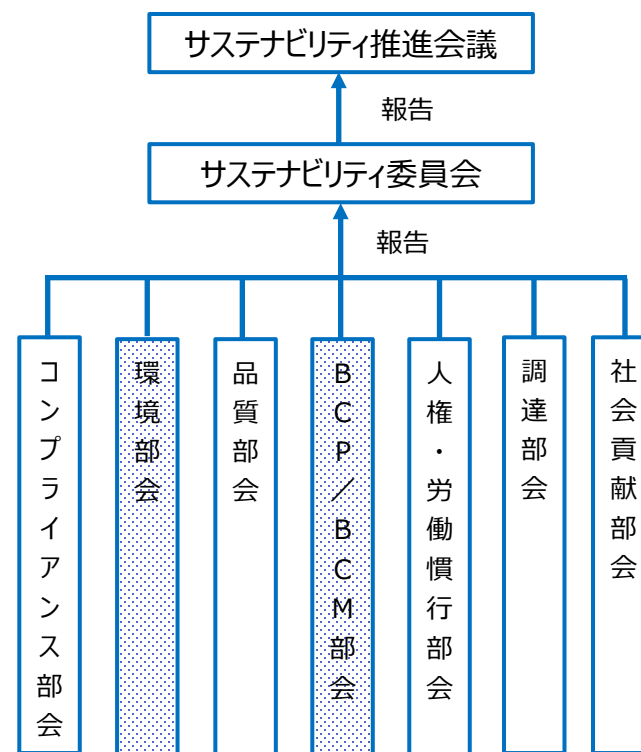 サステナビリティ推進会議
報告
サステナビリティ委員会
報告
コンプライアンス部会
環境部会
品質部会
BCP/BCM部会
人権・労働慣行部会
調達部会
社会貢献部会